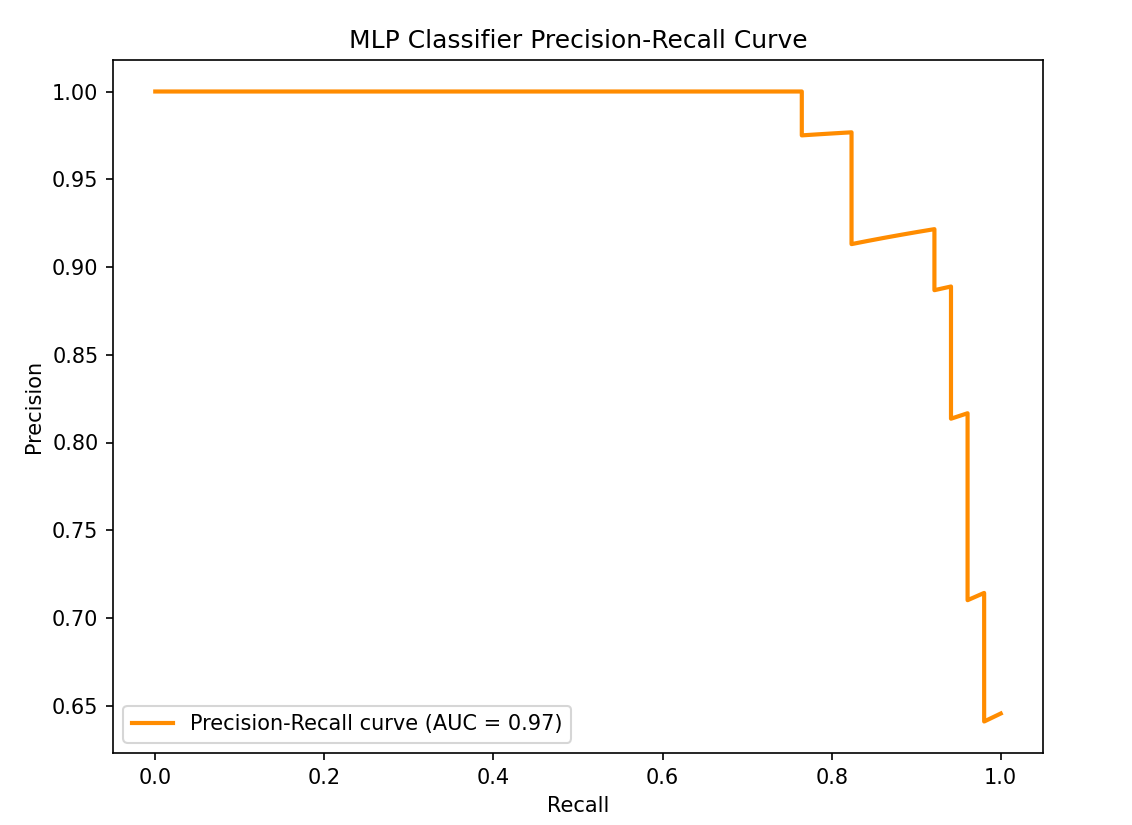 MLP Classifier Precision-Recall Curve
1.00
0.95
0.90
0.85
0.80
0.75
0.70
0.65
Precision
Precision-Recall curve (AUC = 0.97)
0.0 0.2 0.4 0.6 0.8 1.0
Recall